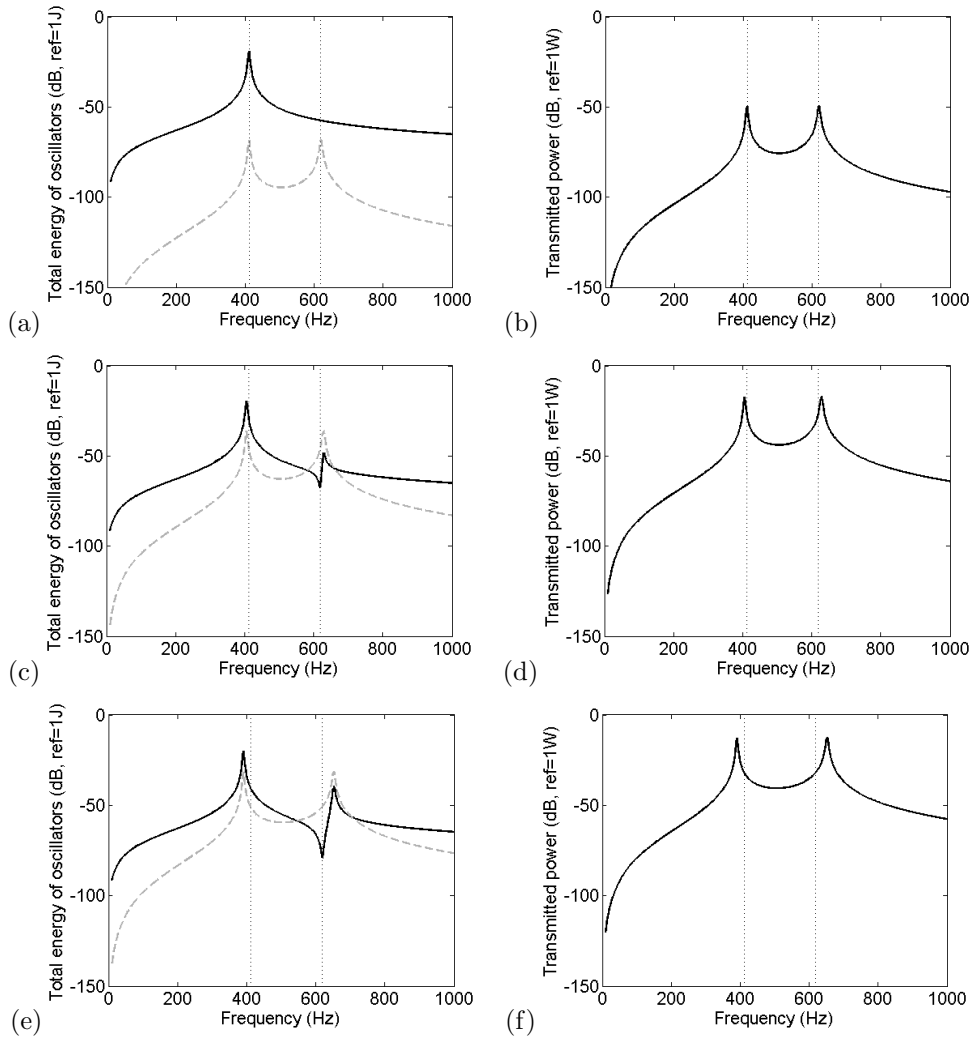 0
-50
-100
-150
0 200 400 600 800 1000
Total energy of oscillators (dB, ref=1J)
Frequency (Hz)
(a)
0
-50
-100
-150
0 200 400 600 800 1000
Transmitted power (dB, ref=1W)
Frequency (Hz)
(b)
0
-50
-100
-150
0 200 400 600 800 1000
Total energy of oscillators (dB, ref=1J)
Frequency (Hz)
(c)
0
-50
-100
-150
0 200 400 600 800 1000
Transmitted power (dB, ref=1W)
Frequency (Hz)
(d)
0
-50
-100
-150
0 200 400 600 800 1000
Total energy of oscillators (dB, ref=1J)
Frequency (Hz)
(e)
0
-50
-100
-150
0 200 400 600 800 1000
Transmitted power (dB, ref=1W)
Frequency (Hz)
(f)